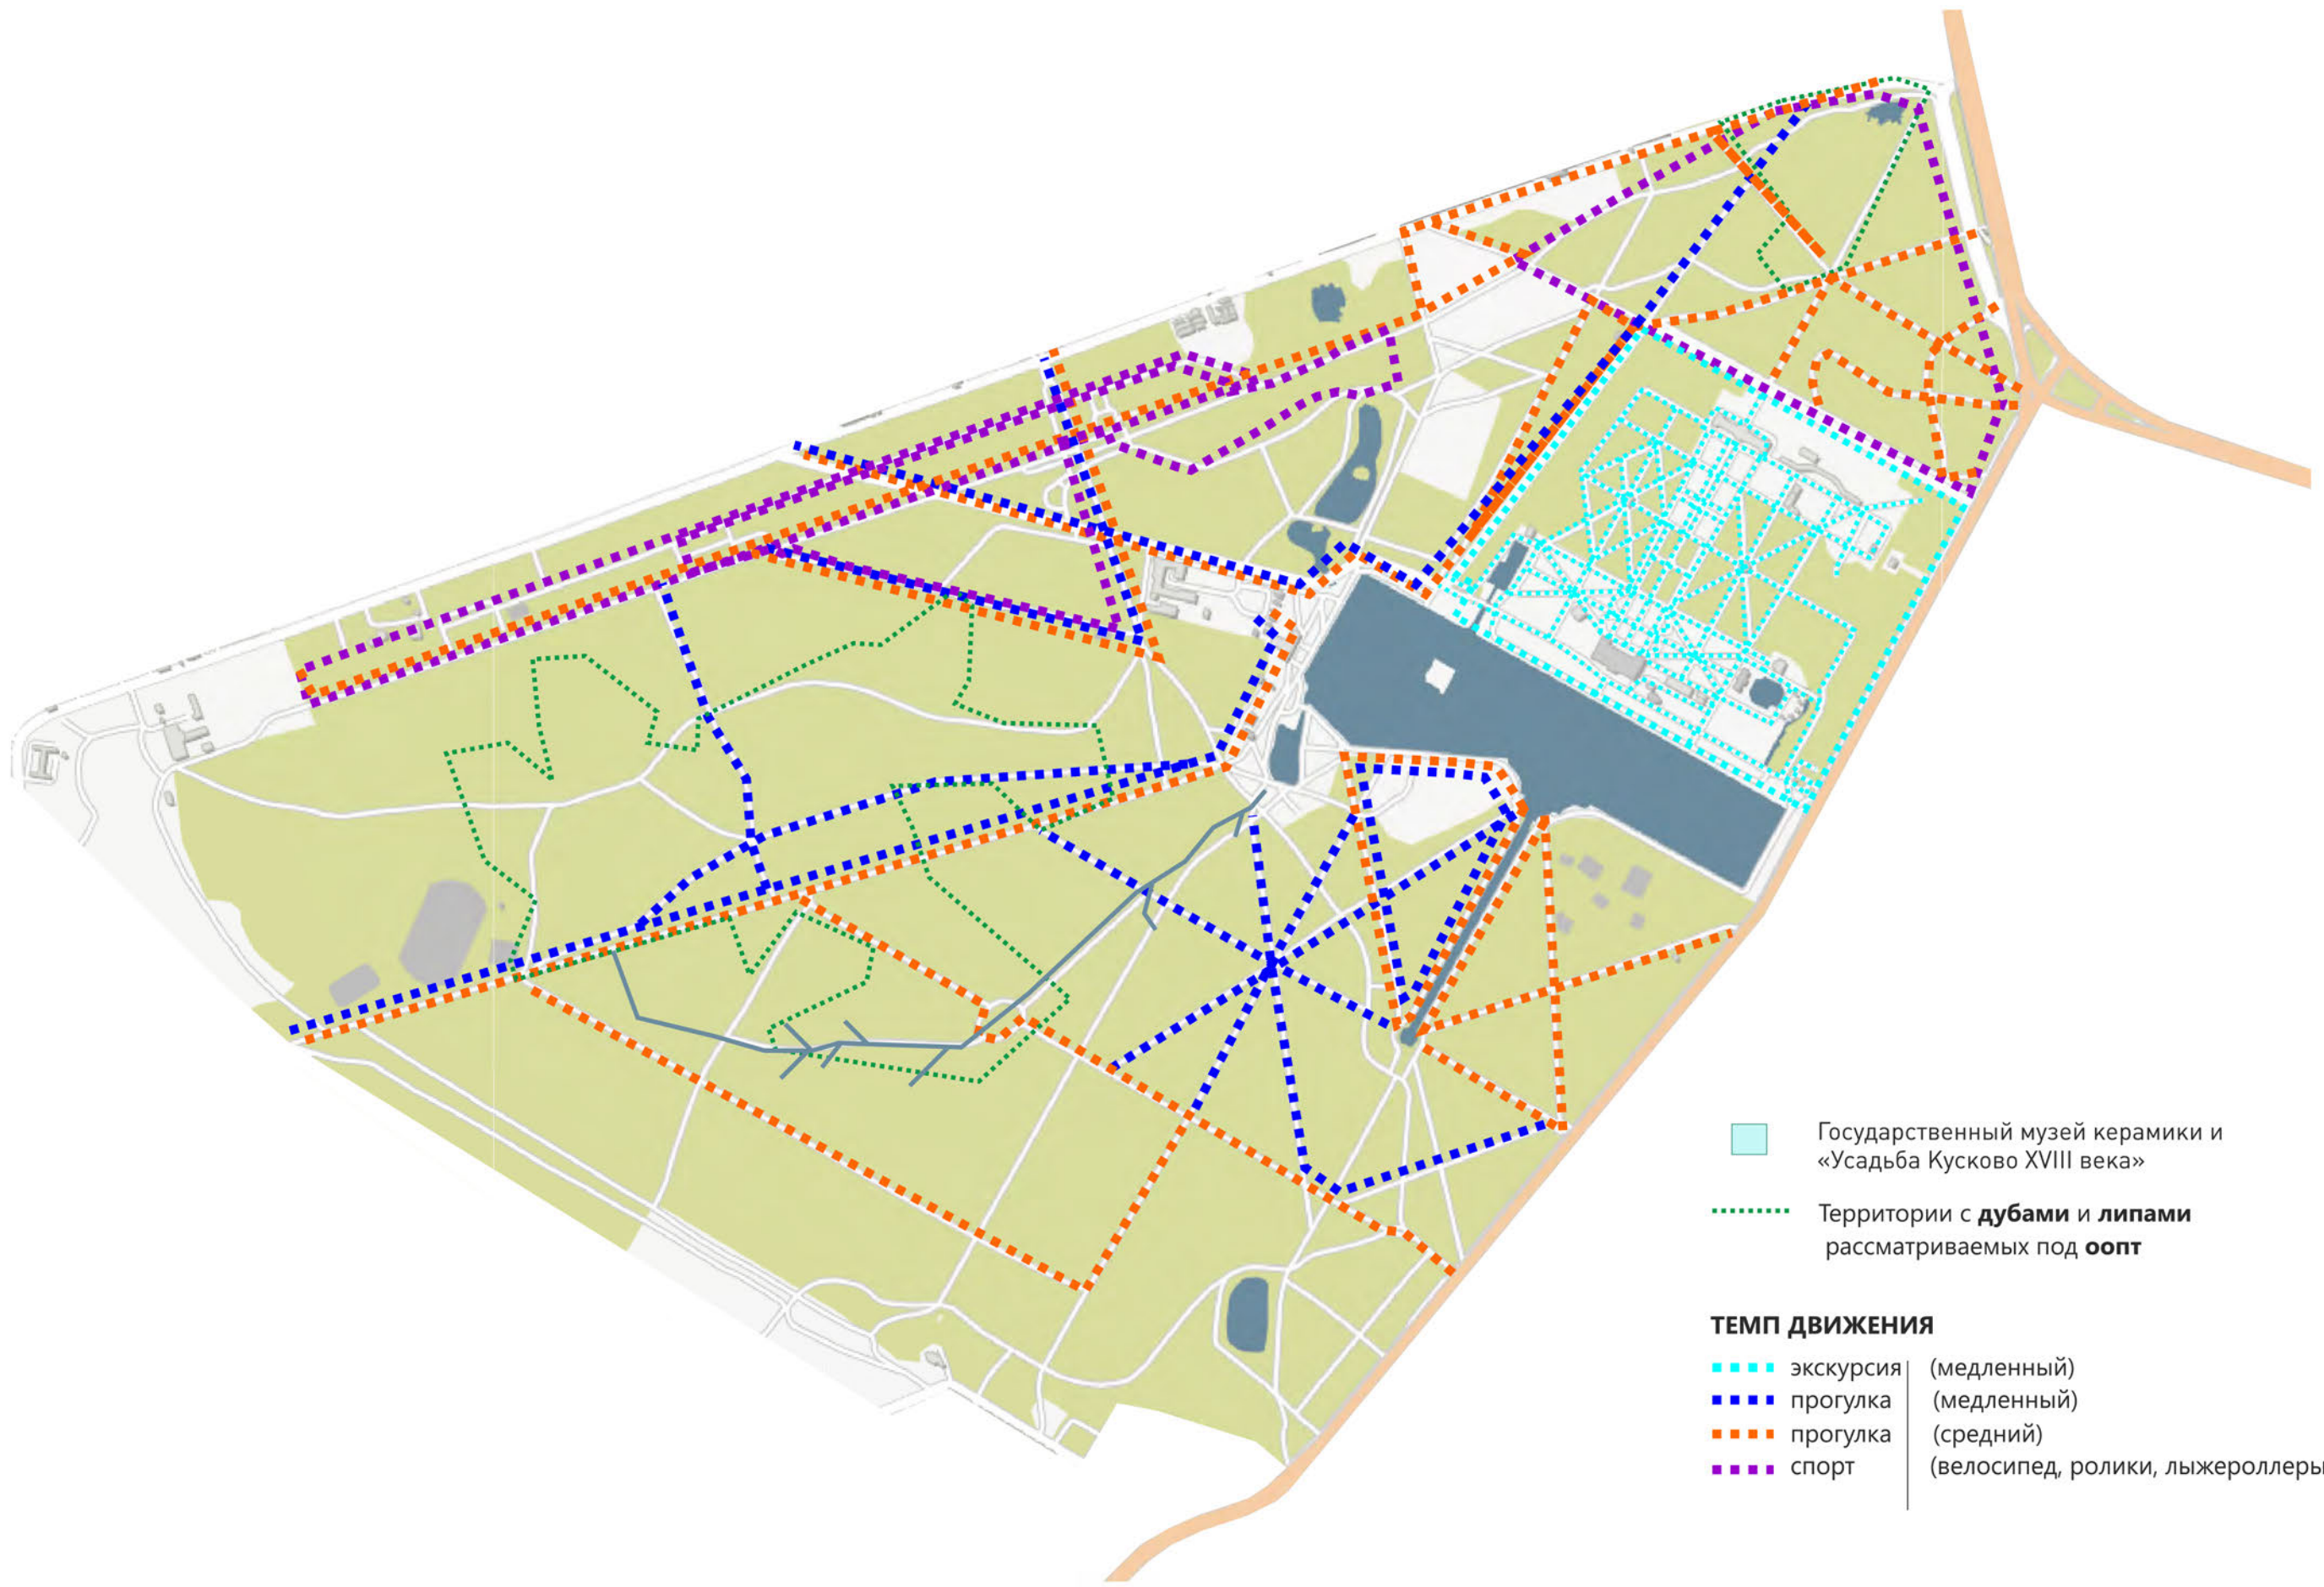 Государственный музей керамики и
«Усадьба Кусково XVIII века»
Территории с дубами и липами
рассматриваемых под оопт
ТЕМП ДВИЖЕНИЯ
экскурсия (медленный)
прогулка (медленный)
прогулка (средний)
спорт (велосипед, ролики, лыжероллеры